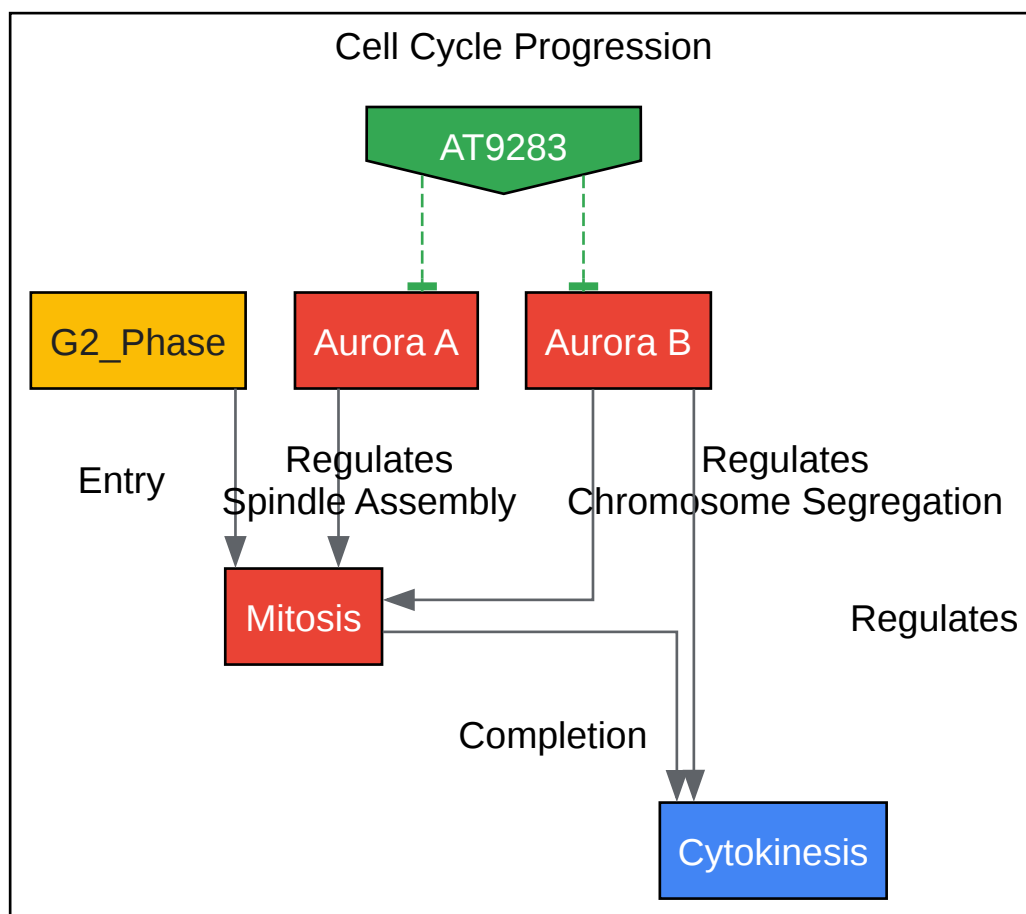 Cell Cycle Progression
AT9283
G2_Phase
Aurora A
Aurora B
Entry
Regulates
Spindle Assembly
Regulates
Chromosome Segregation
Mitosis
Regulates
Completion
Cytokinesis